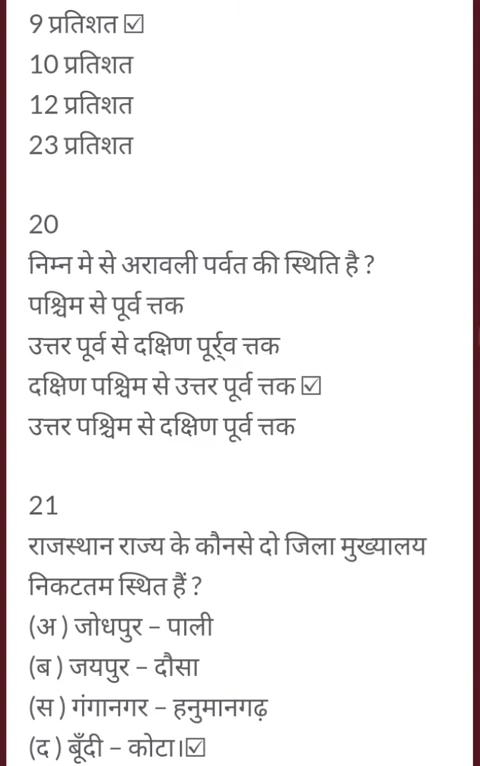 9 प्रतिशत ☑
10 प्रतिशत
12 प्रतिशत
23 प्रतिशत
20
निम्न मे से अरावली पर्वत की स्थिति है ?
पश्चिम से पूर्व त्तक
उत्तर पूर्व से दक्षिण पूर्र्व त्तक
दक्षिण पश्चिम से उत्तर पूर्व त्तक ☑
उत्तर पश्चिम से दक्षिण पूर्व त्तक
21
राजस्थान राज्य के कौनसे दो जिला मुख्यालय
निकटतम स्थित हैं ?
(अ ) जोधपुर – पाली
(ब ) जयपुर – दौसा
(स ) गंगानगर – हनुमानगढ़
(द ) बूँदी – कोटा।☑